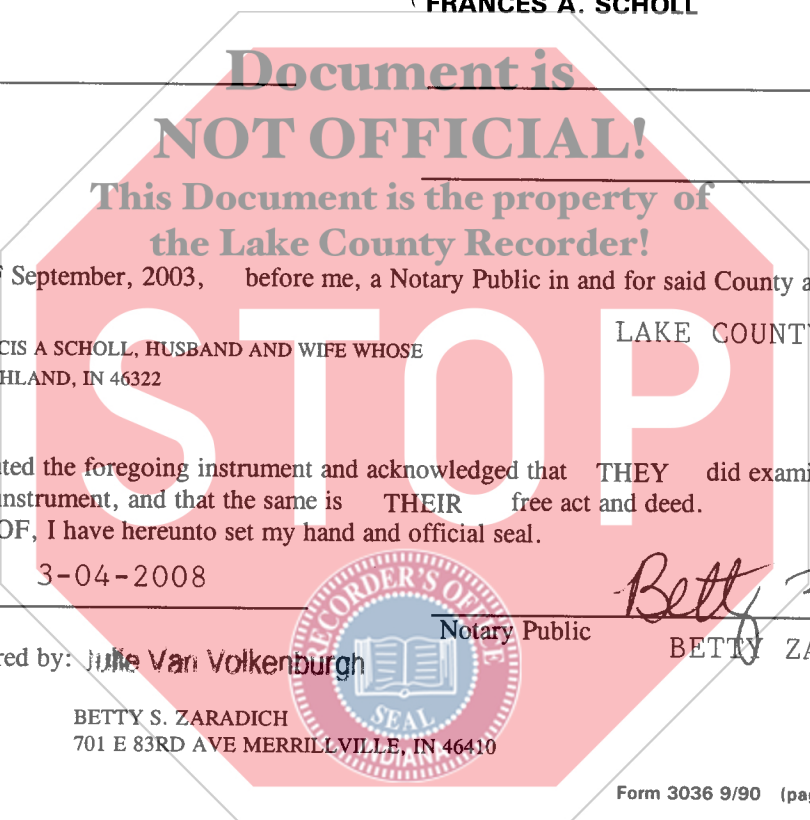 FRANCES A. SCHOLL
Document is
NOT OFFICIAL!
This Document is the property of
the Lake County Recorder!
September, 2003, before me, a Notary Public in and for said County a
LAKE COUNTY
CIS A SCHOLL, HUSBAND AND WIFE WHOSE
HLAND, IN 46322
STOP
ted the foregoing instrument and acknowledged that THEY did exami
instrument, and that the same is THEIR free act and deed.
OF, I have hereunto set my hand and official seal.
3-04-2008
RECORDER'S OFFICE
Betty
Notary Public
BETTY ZA
red by: Julie Van Volkenburgh
SEAL
INDIANA
BETTY S. ZARADICH
701 E 83RD AVE MERRILLVILLE, IN 46410
Form 3036 9/90 (pag